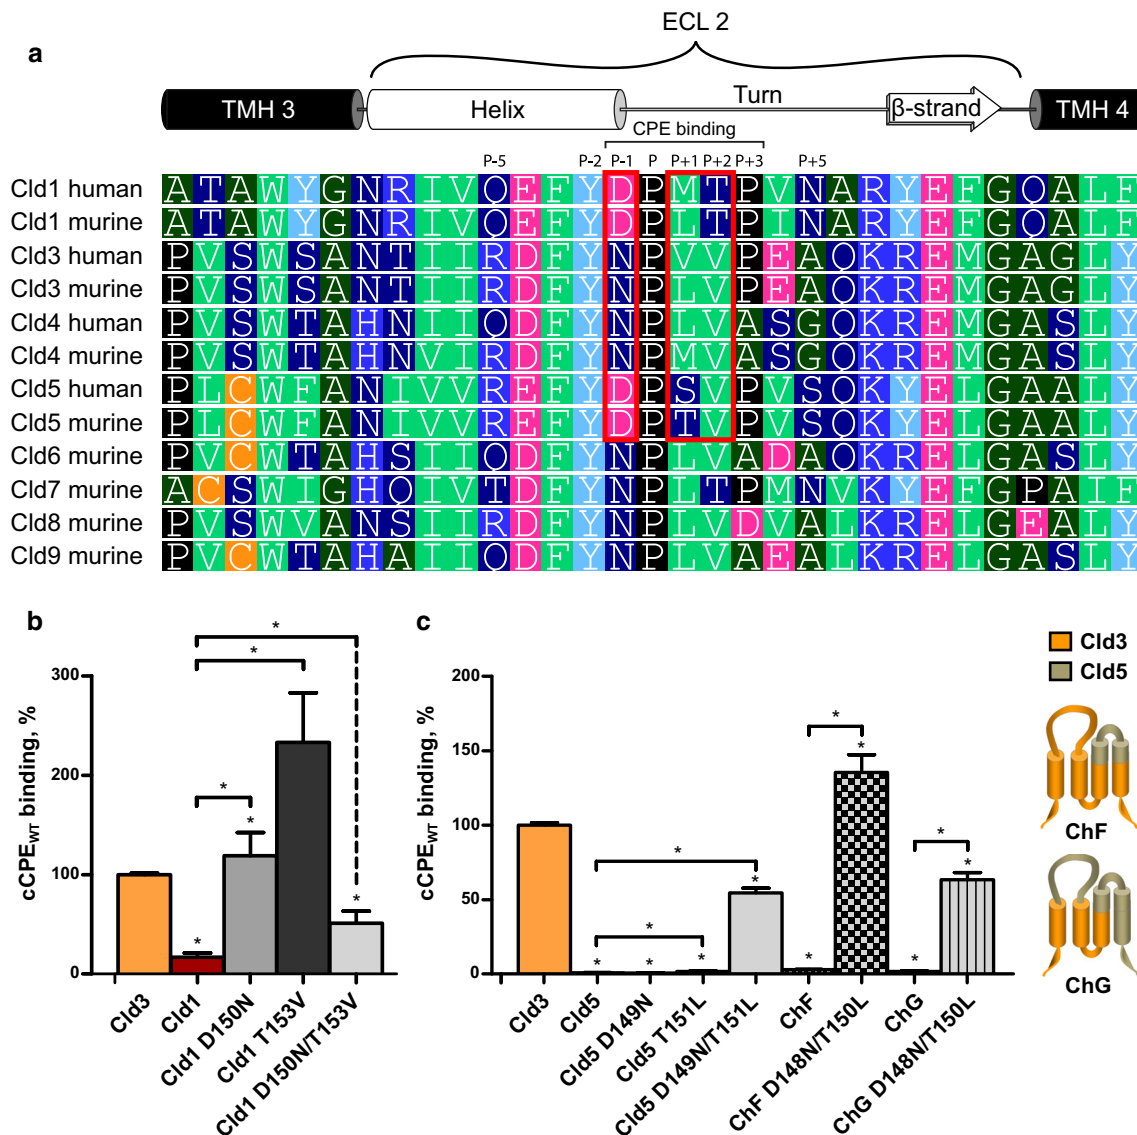 ECL 2
a
TMH 3 Helix Turn β-strand TMH 4
CPE binding
P-5 P-2 P-1 P P+1 P+2 P+3 P+5
Cld1 human ATAWYGNRIVQEFYDPMTPVNARYEFGQALF
Cld1 murine ATAWYGNRIVQEFYDPLTPINARYEFGQALF
Cld3 human PVSWSANTIIRDFYNPVVPEAQKREMGAGLY
Cld3 murine PVSWSANTIIRDFYNPLVPEAQKREMGAGLY
Cld4 human PVSWTAHNIIQDFYNPLVASGQKREMGASLY
Cld4 murine PVSWTAHNVIRDFYNPMVASGQKREMGASLY
Cld5 human PLCWFANIVVREFYDPSVPVSQKYELGAALY
Cld5 murine PLCWFANIVVREFYDPTVPVSQKYELGAALY
Cld6 murine PVCWTAHSIIQDFYNPLVADAQKRELGASLY
Cld7 murine ACSWIGHQIVTDFYNPLTPMNVKYEFGPAIF
Cld8 murine PVSWVANSIIRDFYNPLVDVALKRELGEALY
Cld9 murine PVCWTAHAIIQDFYNPLVAEALKRELGASLY
b
cCPEWT binding, %
300
200
100
0
* * * * * *
Cld3
Cld1
Cld1 D150N
Cld1 T153V
Cld1 D150N/T153V
c
cCPEWT binding, %
200
150
100
50
0
* * * * * * * * * * * *
Cld3
Cld5
Cld5 D149N
Cld5 T151L
Cld5 D149N/T151L
ChF
ChF D148N/T150L
ChG
ChG D148N/T150L
Cld3
Cld5
ChF
ChG